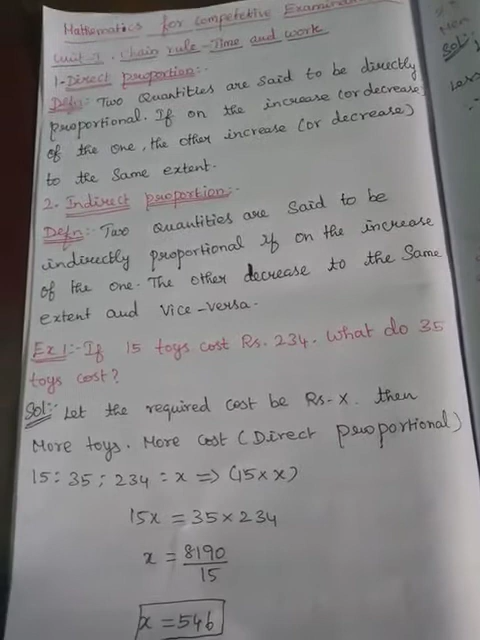 Mathematics for Competetive Examina
Unit-1. Chain rule-Time and work
1-Direct proportion:-
Defn:- Two Quantities are said to be directly
proportional. If on the increase (or decrease)
of the one, the other increase (or decrease)
to the same extent.
2. Indirect proportion:-
Defn:- Two Quantities are said to be
indirectly proportional If on the increase
of the one. The other decrease to the Same
extent and Vice-Versa.
Ex 1:- If 15 toys cost Rs. 234. What do 35
toys cost?
Sol:- Let the required cost be Rs-x. then
More toys. More cost (Direct proportional)
15:35:234:x => (15×x)
15x = 35×234
x = 8190
15
x = 546
Men
Sol:
Less